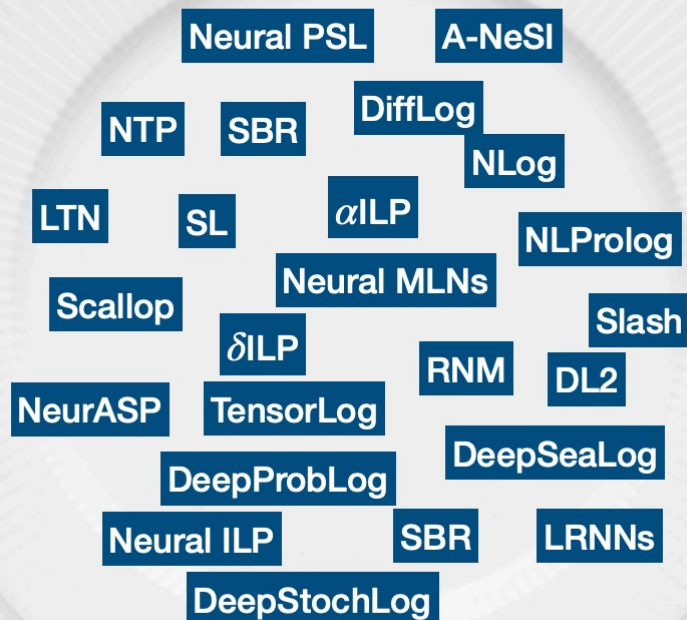 Neural PSL
A-NeSI
DiffLog
NTP
SBR
NLog
LTN
SL
αILP
NLProlog
Neural MLNs
Scallop
Slash
δILP
RNM
DL2
NeurASP
TensorLog
DeepSeaLog
DeepProbLog
Neural ILP
SBR
LRNNs
DeepStochLog